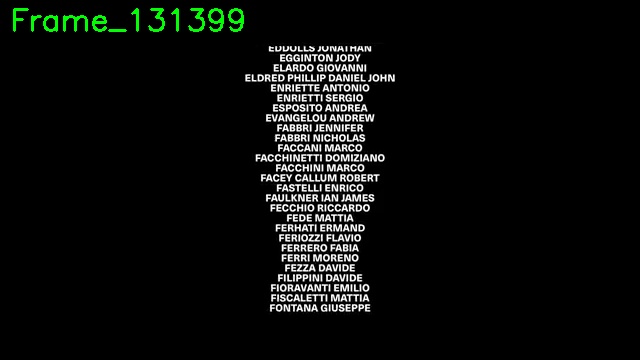 Frame_131399
EDDOLLS JONATHAN
EGGINTON JODY
ELARDO GIOVANNI
ELDRED PHILLIP DANIEL JOHN
ENRIETTE ANTONIO
ENRIETTI SERGIO
ESPOSITO ANDREA
EVANGELOU ANDREW
FABBRI JENNIFER
FABBRI NICHOLAS
FACCANI MARCO
FACCHINETTI DOMIZIANO
FACCHINI MARCO
FACEY CALLUM ROBERT
FASTELLI ENRICO
FAULKNER IAN JAMES
FECCHIO RICCARDO
FEDE MATTIA
FERHATI ERMAND
FERIOZZI FLAVIO
FERRERO FABIA
FERRI MORENO
FEZZA DAVIDE
FILIPPINI DAVIDE
FIORAVANTI EMILIO
FISCALETTI MATTIA
FONTANA GIUSEPPE